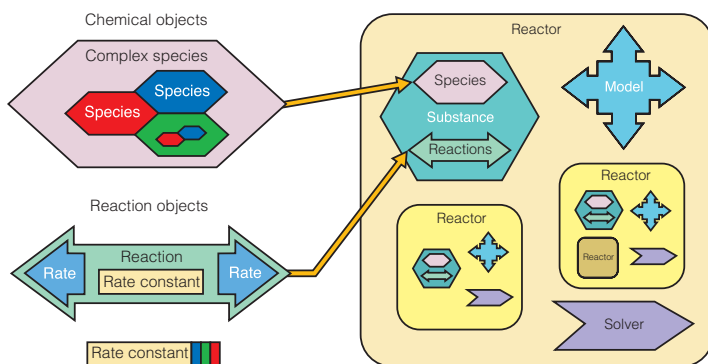 Chemical objects
Complex species
Species
Species
Reaction objects
Reaction
Rate
Rate
Rate constant
Rate constant
Reactor
Species
Substance
Reactions
Model
Reactor
Reactor
Reactor
Solver